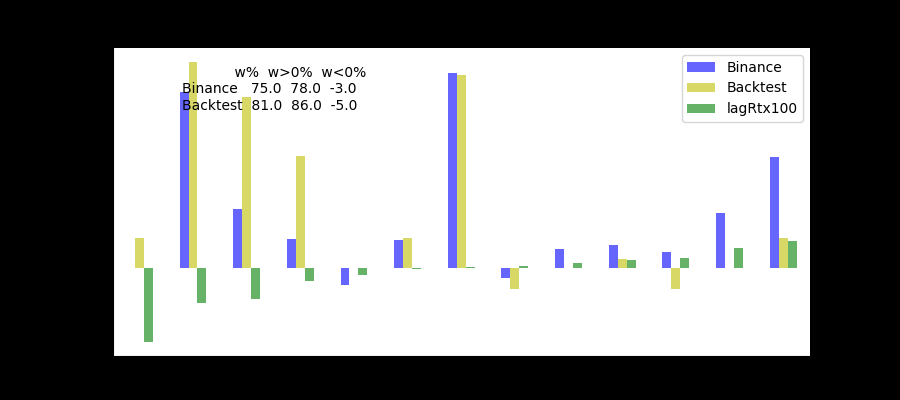 w% w>0% w<0%
Binance 75.0 78.0 -3.0
Backtest 81.0 86.0 -5.0
Binance
Backtest
lagRtx100